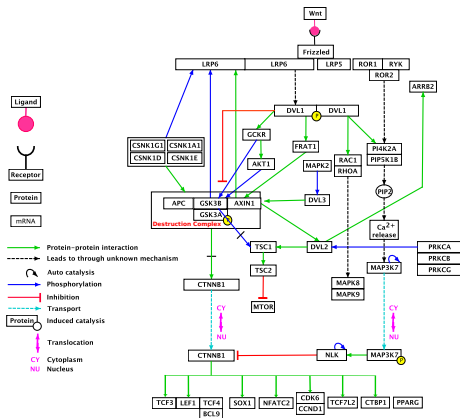 Wnt
Frizzled
LRP6 LRP6 LRP5 ROR1 RYK
ROR2
ARRB2
Ligand
DVL1 P DVL1
GCKR
CSNK1G1 CSNK1A1
CSNK1D CSNK1E
FRAT1
PI4K2A
PIP5K1B
Receptor
AKT1
MAPK2
RAC1
RHOA
Protein
PIP2
mRNA
APC GSK3B AXIN1
GSK3A
Destruction Complex
DVL3
Ca2+
release
Protein-protein interaction
Leads to through unknown mechanism
Auto catalysis
Phosphorylation
Inhibition
Transport
Protein Induced catalysis
Translocation
CY Cytoplasm
NU Nucleus
TSC1
DVL2
PRKCA
PRKCB
PRKCG
TSC2
MAP3K7
CTNNB1
MAPK8
MAPK9
MTOR
CY
NU
CY
NU
CTNNB1
NLK
MAP3K7 P
TCF3 LEF1 TCF4
BCL9
SOX1 NFATC2 CDK6
CCND1
TCF7L2 CTBP1 PPARG